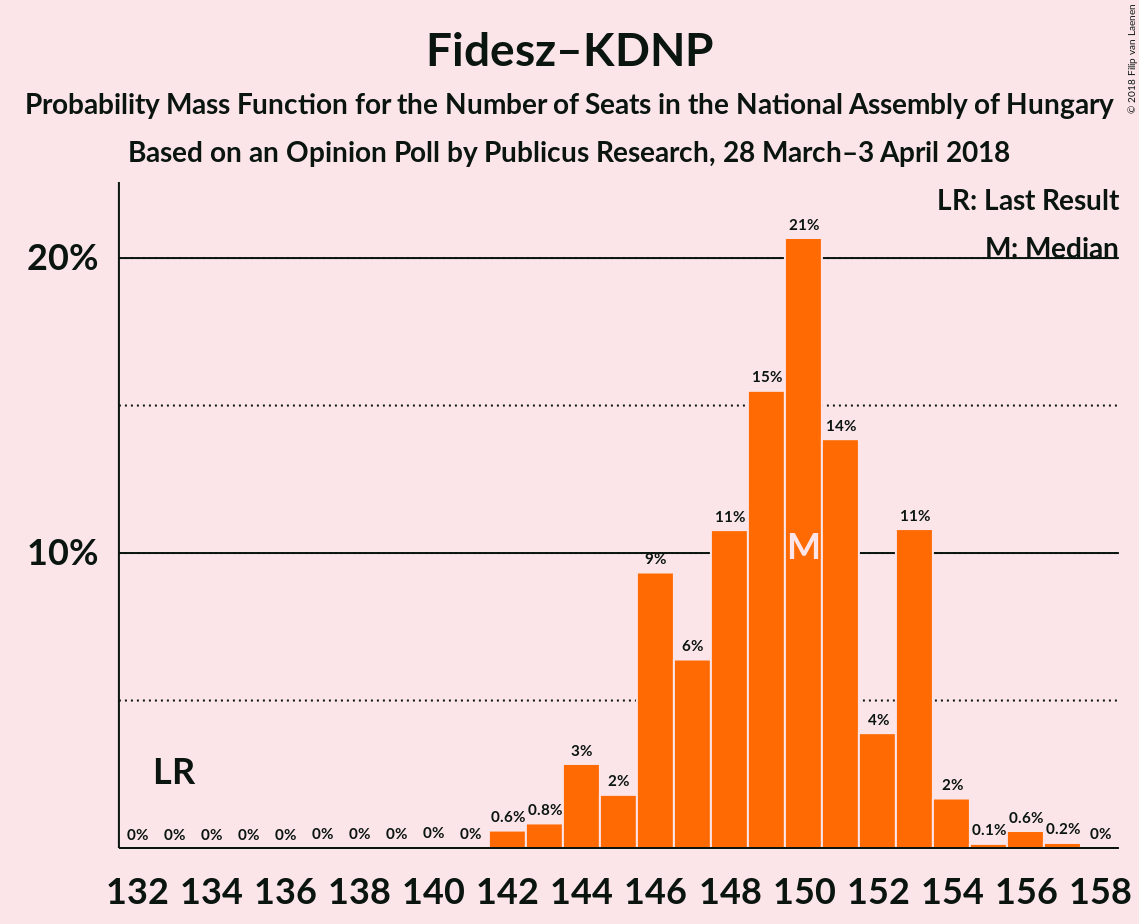 Fidesz–KDNP
Probability Mass Function for the Number of Seats in the National Assembly of Hungary
Based on an Opinion Poll by Publicus Research, 28 March–3 April 2018
© 2018 Filip van Laenen
LR: Last Result
M: Median
20%
10%
0% 0% 0% 0% 0% 0% 0% 0% 0% 0% 0.6% 0.8% 3% 2% 9% 6% 11% 15% 21% 14% 4% 11% 2% 0.1% 0.6% 0.2% 0%
LR
M
132 134 136 138 140 142 144 146 148 150 152 154 156 158